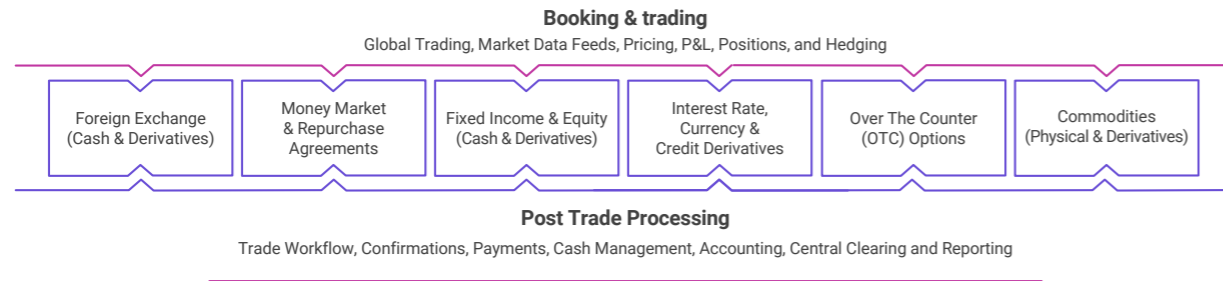 Booking & trading
Global Trading, Market Data Feeds, Pricing, P&L, Positions, and Hedging
Foreign Exchange
(Cash & Derivatives)
Money Market
& Repurchase
Agreements
Fixed Income & Equity
(Cash & Derivatives)
Interest Rate,
Currency &
Credit Derivatives
Over The Counter
(OTC) Options
Commodities
(Physical & Derivatives)
Post Trade Processing
Trade Workflow, Confirmations, Payments, Cash Management, Accounting, Central Clearing and Reporting